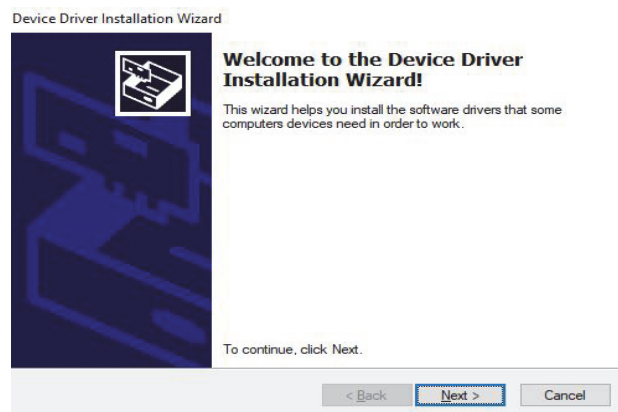 Device Driver Installation Wizard
Welcome to the Device Driver
Installation Wizard!
This wizard helps you install the software drivers that some
computers devices need in order to work.
To continue, click Next.
< Back
Next >
Cancel